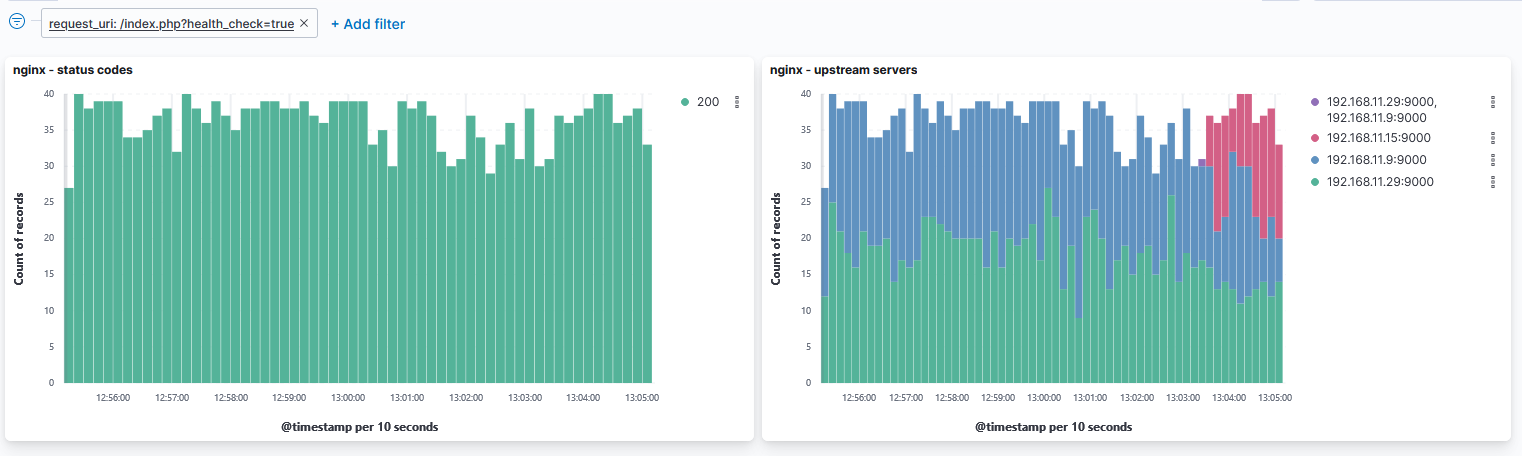 request_uri: /index.php?health_check=true × + Add filter
nginx - status codes
Count of records
40
35
30
25
20
15
10
5
0
12:56:00 12:57:00 12:58:00 12:59:00 13:00:00 13:01:00 13:02:00 13:03:00 13:04:00 13:05:00
@timestamp per 10 seconds
200
nginx - upstream servers
Count of records
40
35
30
25
20
15
10
5
0
12:56:00 12:57:00 12:58:00 12:59:00 13:00:00 13:01:00 13:02:00 13:03:00 13:04:00 13:05:00
@timestamp per 10 seconds
192.168.11.29:9000,
192.168.11.9:9000
192.168.11.15:9000
192.168.11.9:9000
192.168.11.29:9000